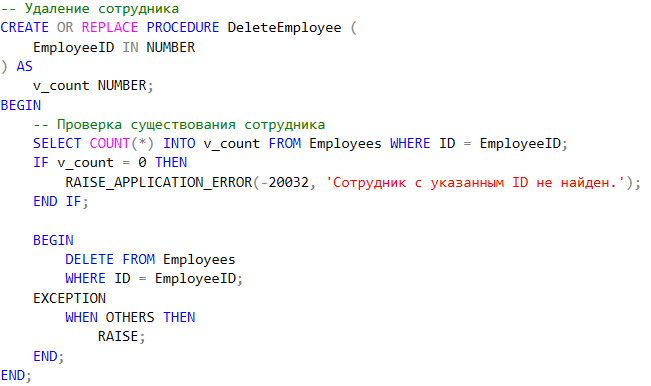 -- Удаление сотрудника
CREATE OR REPLACE PROCEDURE DeleteEmployee (
    EmployeeID IN NUMBER
) AS
    v_count NUMBER;
BEGIN
    -- Проверка существования сотрудника
    SELECT COUNT(*) INTO v_count FROM Employees WHERE ID = EmployeeID;
    IF v_count = 0 THEN
        RAISE_APPLICATION_ERROR(-20032, 'Сотрудник с указанным ID не найден.');
    END IF;

    BEGIN
        DELETE FROM Employees
        WHERE ID = EmployeeID;
    EXCEPTION
        WHEN OTHERS THEN
            RAISE;
    END;
END;